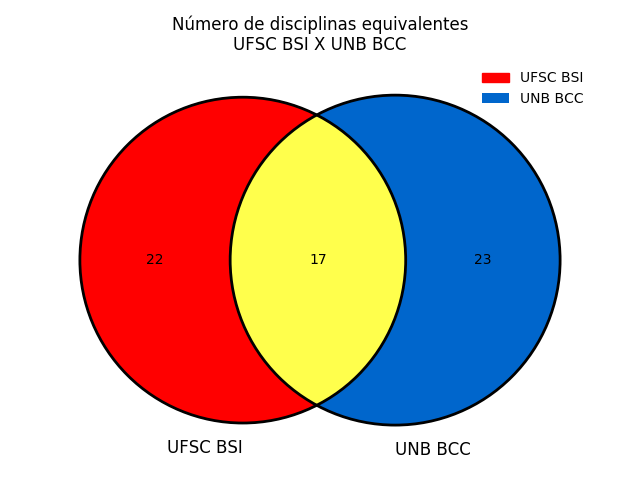 Número de disciplinas equivalentes
UFSC BSI X UNB BCC
UFSC BSI
UNB BCC
22
17
23
UFSC BSI
UNB BCC